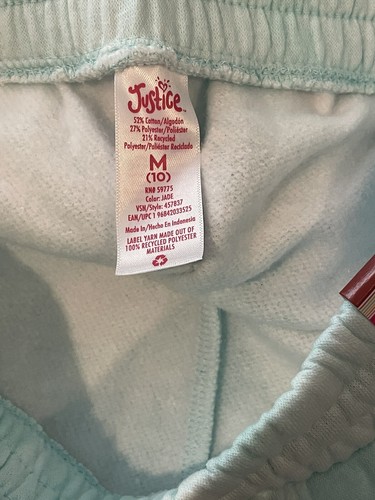 Justice
52% Cotton/Algodón
27% Polyester/Poliéster
21% Recycled
Polyester/Poliéster Reciclado
M
(10)
RN# 59775
Color: JADE
VSN/Style: 457837
EAN/UPC 1 96842033525
Made In/Hecho En Indonesia
LABEL YARN MADE OUT OF
100% RECYCLED POLYESTER
MATERIALS